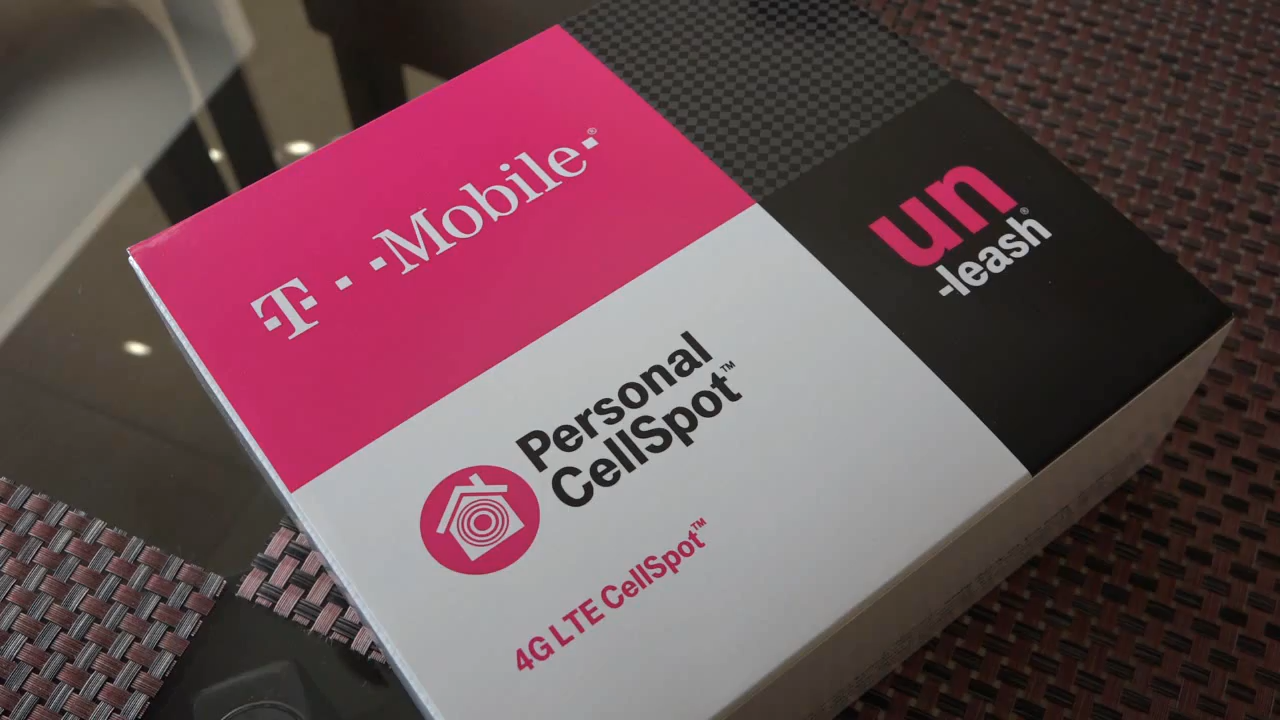 T··Mobile·®
un
-leash®
Personal
CellSpot™
4G LTE CellSpot™